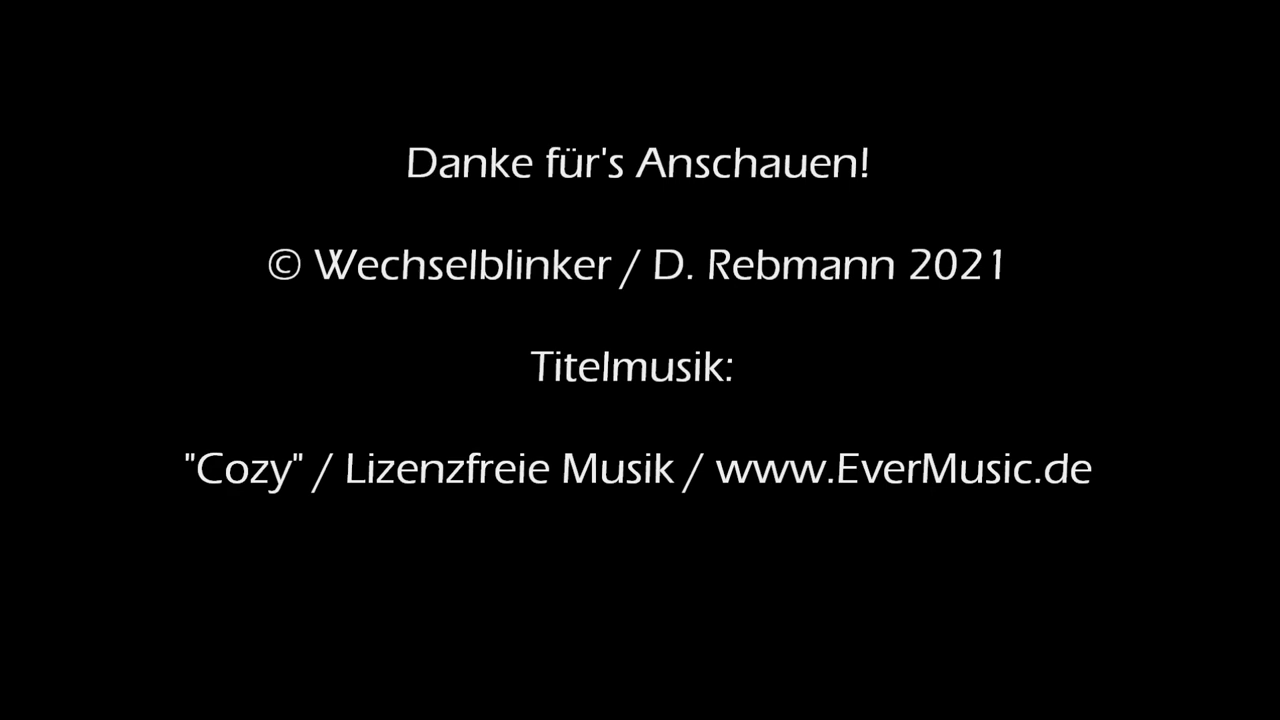 Danke für's Anschauen!
© Wechselblinker / D. Rebmann 2021
Titelmusik:
"Cozy" / Lizenzfreie Musik / www.EverMusic.de